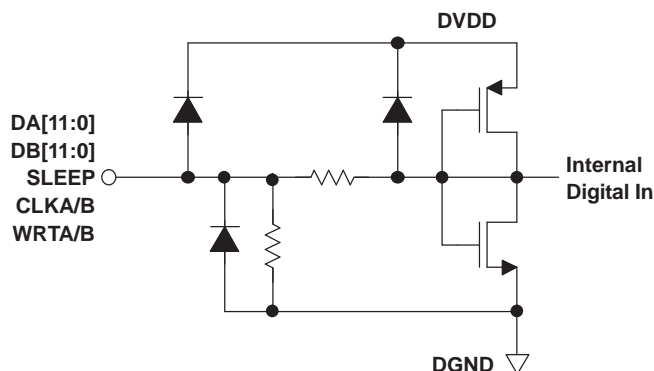 DVDD
DA[11:0]
DB[11:0]
SLEEP
CLKA/B
WRTA/B
Internal
Digital In
DGND